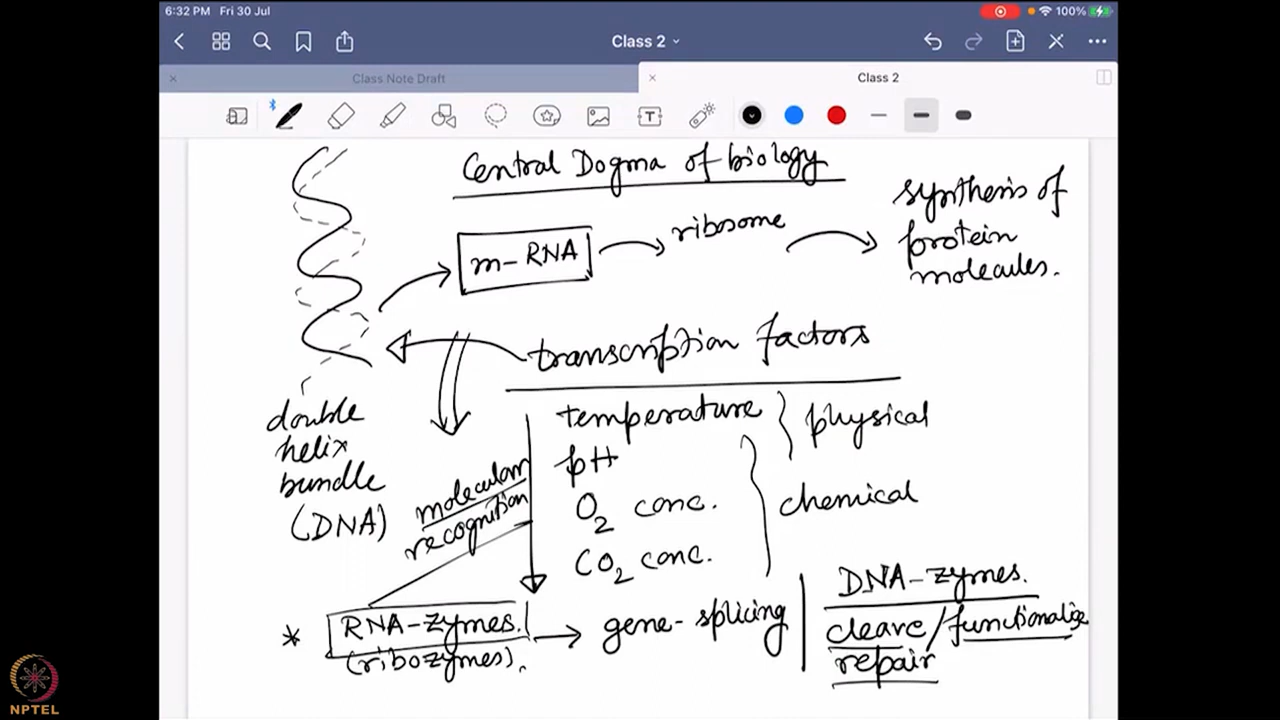 6:32 PM Fri 30 Jul
100%
Class 2
Class Note Draft
Class 2
Central Dogma of biology
m-RNA
ribosome
synthesis of
protein
molecules.
transcription factors
double
helix
bundle
(DNA)
temperature
physical
pH
O2 conc.
chemical
CO2 conc.
molecular
recognition
* RNA-zymes.
(ribozymes).
gene-splicing
DNA-zymes.
cleave/functionalize
repair
NPTEL